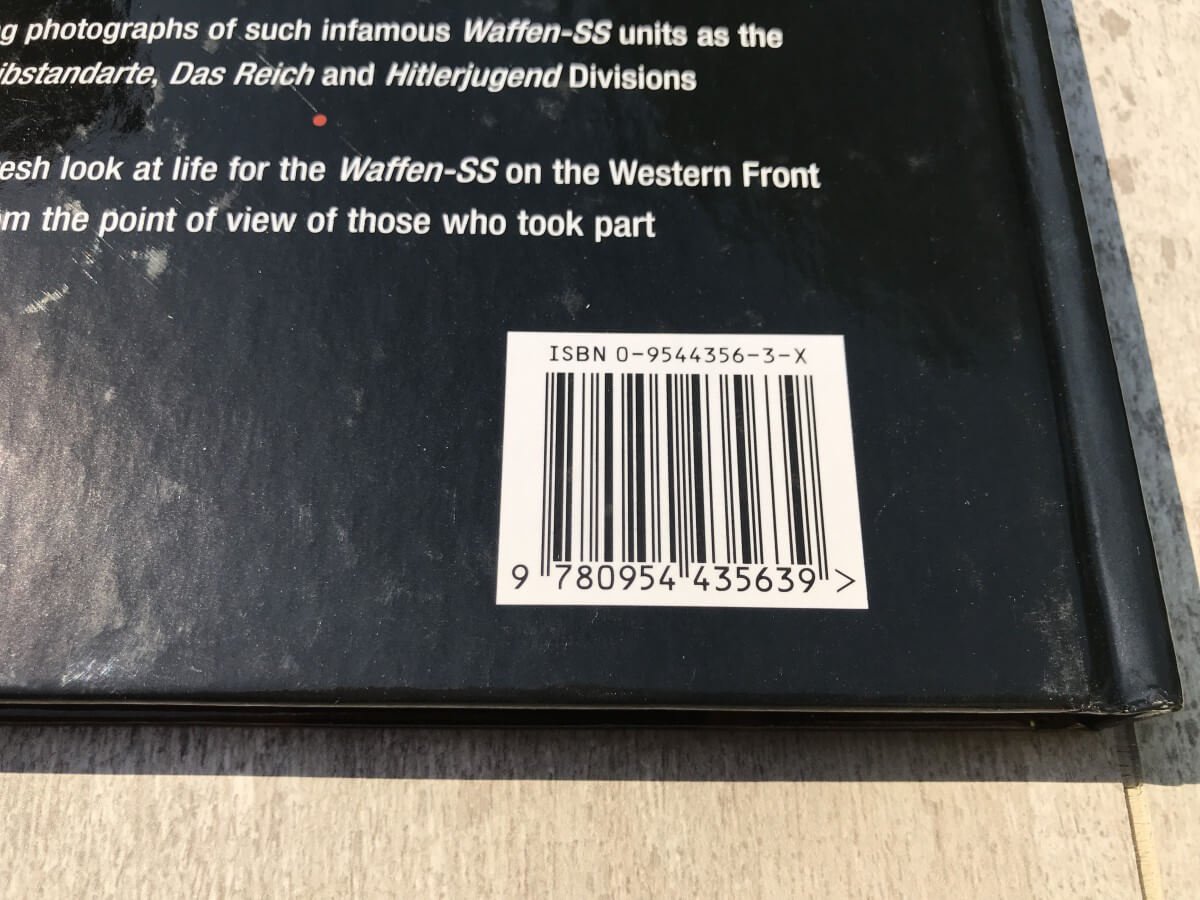 photographs of such infamous Waffen-SS units as the
Das Reich and Hitlerjugend Divisions
look at life for the Waffen-SS on the Western Front
the point of view of those who took part
ISBN 0-9544356-3-X
9 780954 435639 >